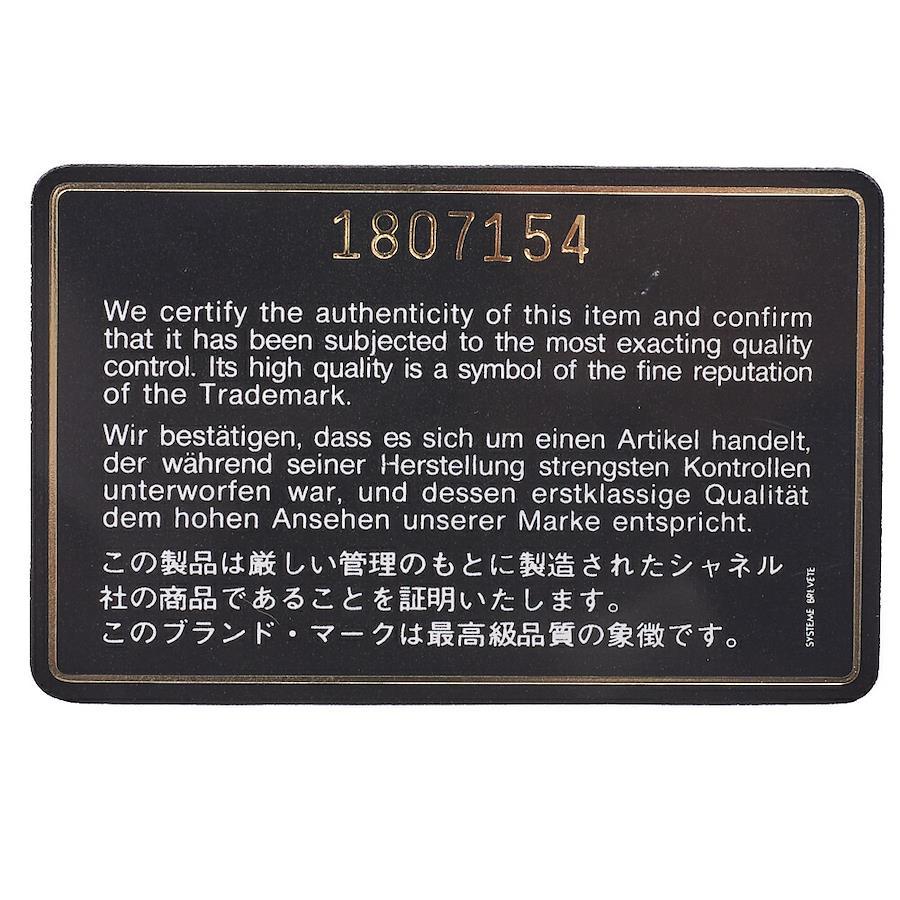 1807154
We certify the authenticity of this item and confirm
that it has been subjected to the most exacting quality
control. Its high quality is a symbol of the fine reputation
of the Trademark.
Wir bestätigen, dass es sich um einen Artikel handelt,
der während seiner Herstellung strengsten Kontrollen
unterworfen war, und dessen erstklassige Qualität
dem hohen Ansehen unserer Marke entspricht.
この製品は厳しい管理のもとに製造されたシャネル
社の商品であることを証明いたします。
このブランド・マークは最高級品質の象徴です。
SYSTEME BREVETE